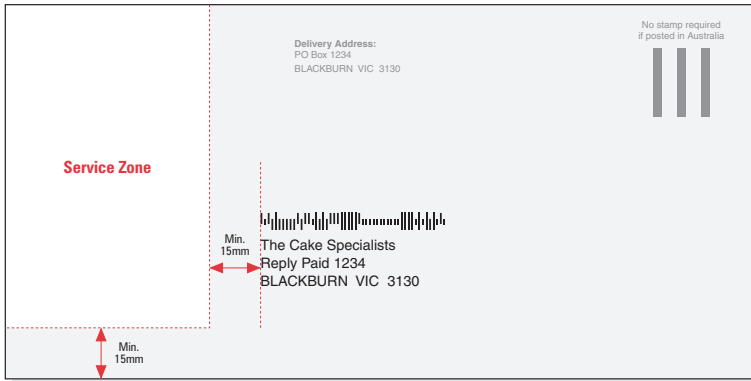 No stamp required
if posted in Australia
Delivery Address:
PO Box 1234
BLACKBURN VIC 3130
Service Zone
Min.
15mm
The Cake Specialists
Reply Paid 1234
BLACKBURN VIC 3130
Min.
15mm